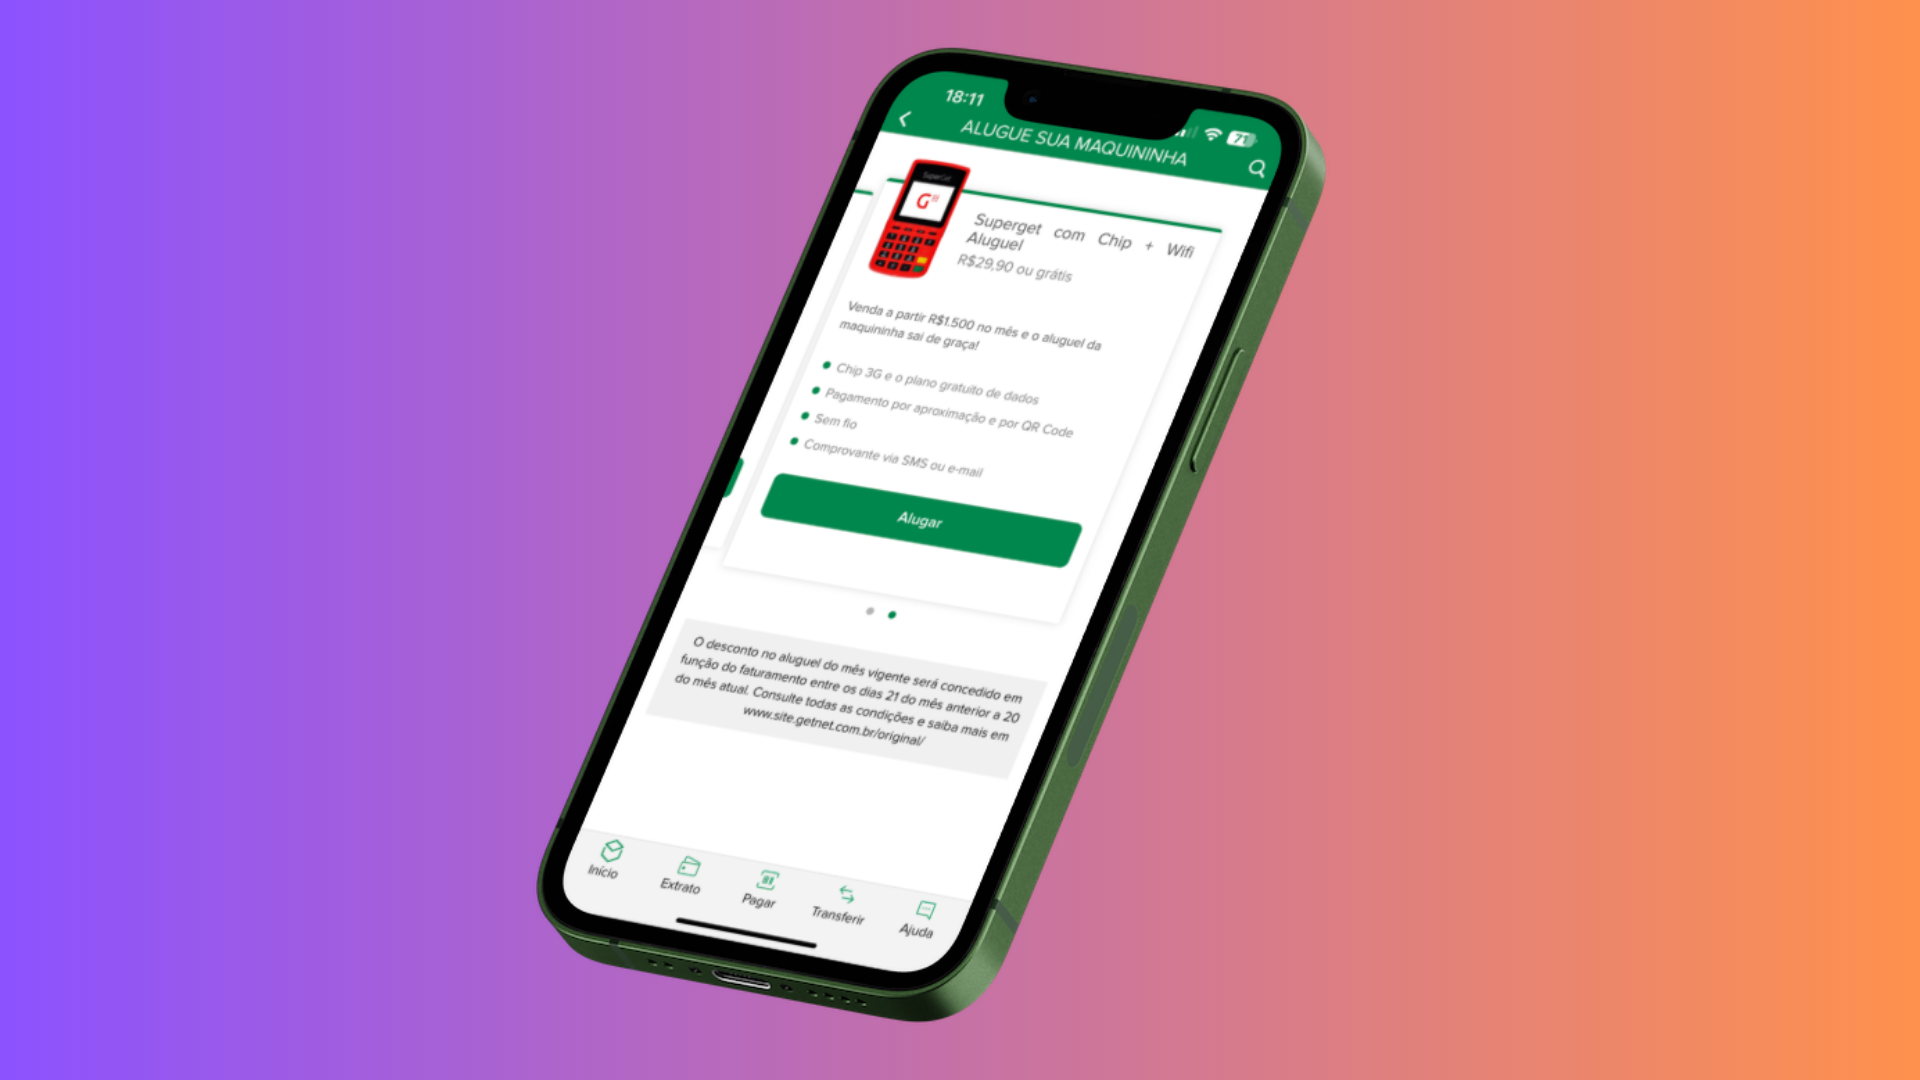 18:11
71
ALUGUE SUA MAQUININHA
SuperGet
G
Superget com Chip + Wifi
Aluguel
R$29,90 ou grátis
Venda a partir R$1.500 no mês e o aluguel da
maquininha sai de graça!
Chip 3G e o plano gratuito de dados
Pagamento por aproximação e por QR Code
Sem fio
Comprovante via SMS ou e-mail
Alugar
O desconto no aluguel do mês vigente será concedido em
função do faturamento entre os dias 21 do mês anterior a 20
do mês atual. Consulte todas as condições e saiba mais em
www.site.getnet.com.br/original/
Início
Extrato
Pagar
Transferir
Ajuda